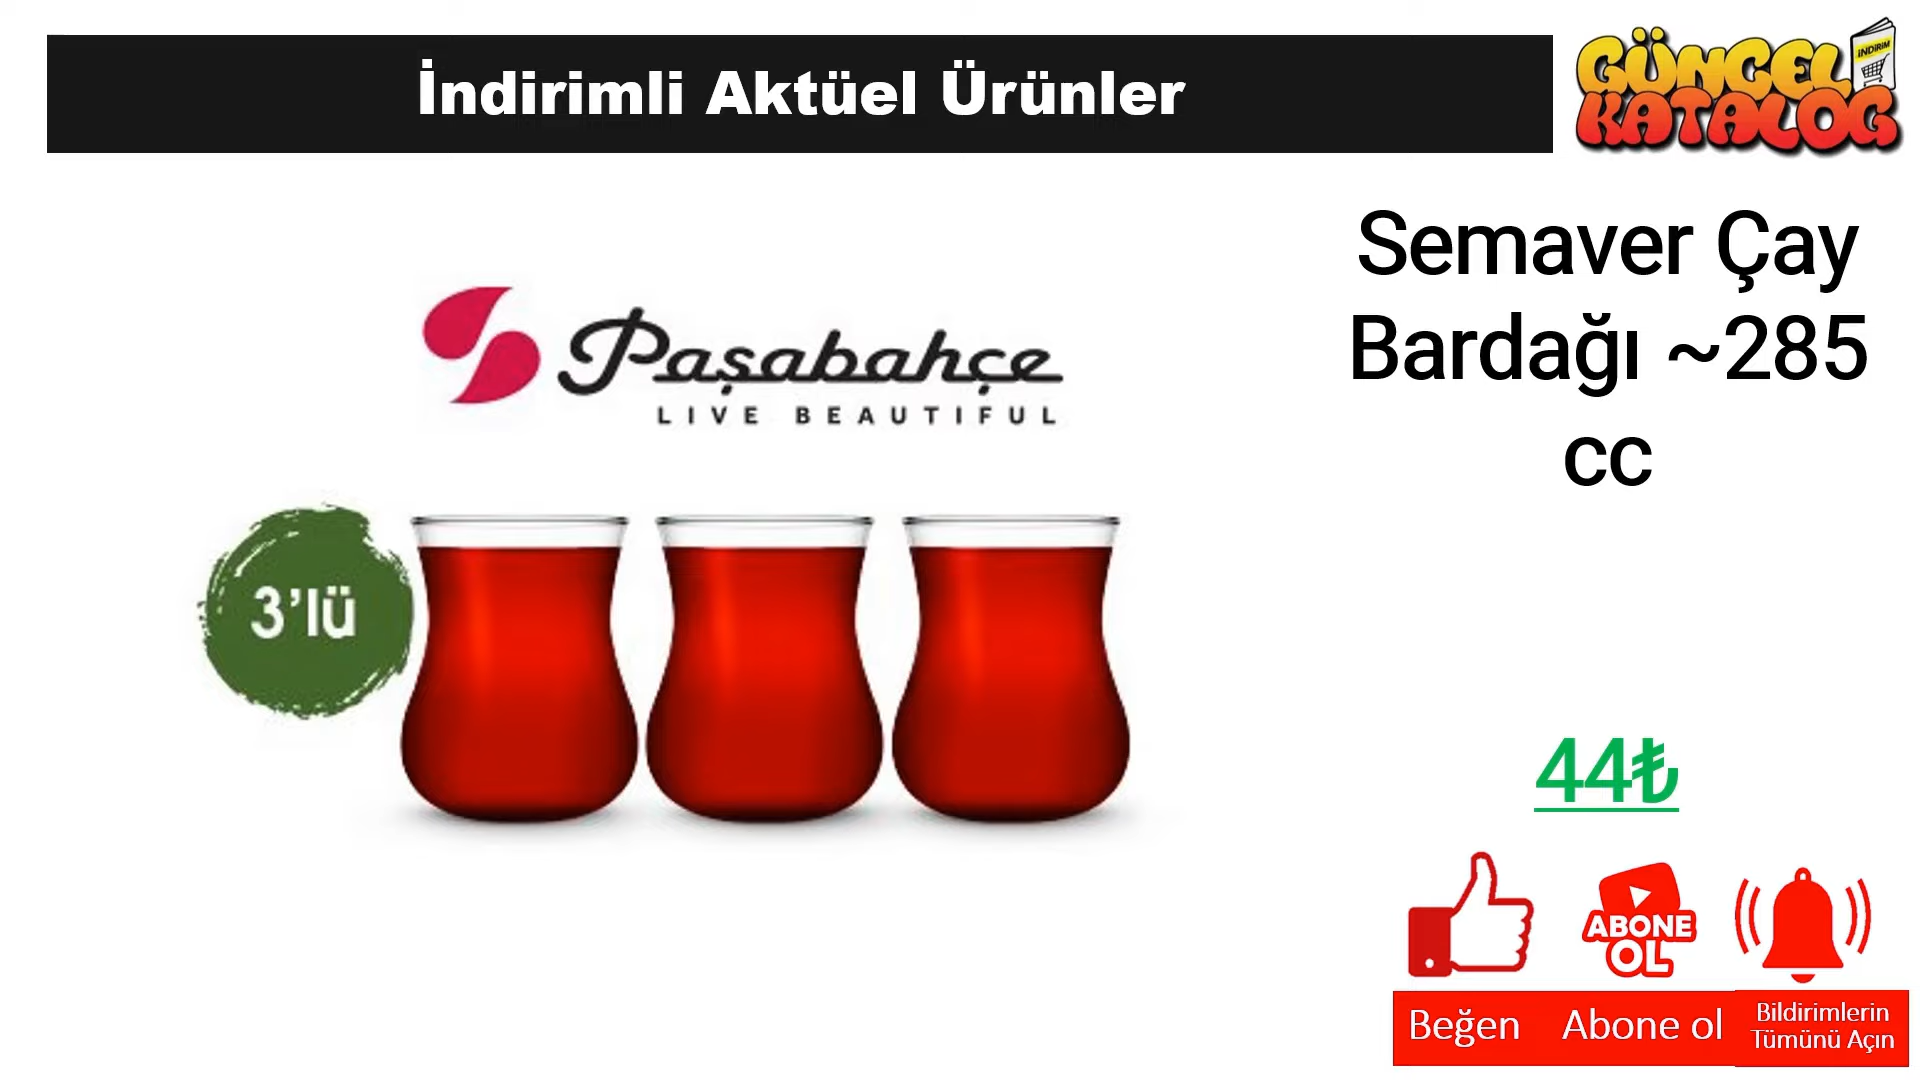 İndirimli Aktüel Ürünler
GÜNCEL
KATALOG
İNDİRİM
Semaver Çay
Bardağı ~285
cc
Paşabahçe
LIVE BEAUTIFUL
3’lü
44₺
ABONE
OL
Beğen
Abone ol
Bildirimlerin
Tümünü Açın